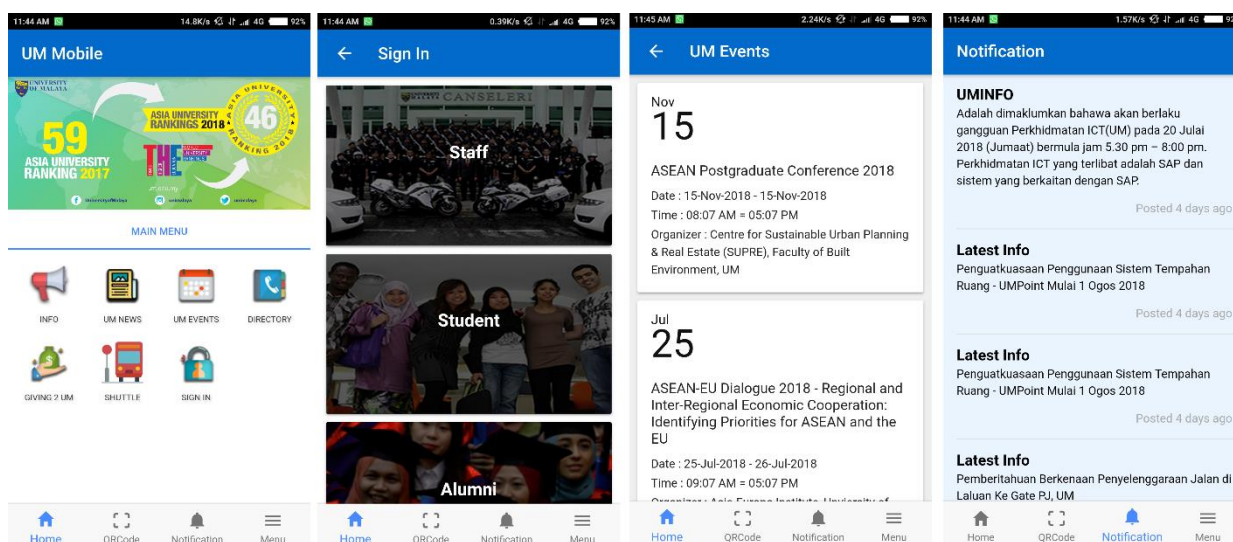 11:44 AM 14.8K/s 4G 92%
UM Mobile
UNIVERSITY
OF MALAYA
59
ASIA UNIVERSITY
RANKING 2017
ASIA UNIVERSITY
RANKINGS 2018
46
THE
UniversityofMalaya unimalaya unimalaya
MAIN MENU
INFO UM NEWS UM EVENTS DIRECTORY
GIVING 2 UM SHUTTLE SIGN IN
Home QRCode Notification Menu
11:44 AM 0.39K/s 4G 92%
Sign In
CANSELERI
Staff
Student
Alumni
Home QRCode Notification Menu
11:45 AM 2.24K/s 4G 92%
UM Events
Nov
15
ASEAN Postgraduate Conference 2018
Date : 15-Nov-2018 - 15-Nov-2018
Time : 08:07 AM = 05:07 PM
Organizer : Centre for Sustainable Urban Planning
& Real Estate (SUPRE), Faculty of Built
Environment, UM
Jul
25
ASEAN-EU Dialogue 2018 - Regional and
Inter-Regional Economic Cooperation:
Identifying Priorities for ASEAN and the
EU
Date : 25-Jul-2018 - 26-Jul-2018
Time : 09:07 AM = 05:07 PM
Home QRCode Notification Menu
11:44 AM 1.57K/s 4G
Notification
UMINFO
Adalah dimaklumkan bahawa akan berlaku
gangguan Perkhidmatan ICT(UM) pada 20 Julai
2018 (Jumaat) bermula jam 5.30 pm – 8:00 pm.
Perkhidmatan ICT yang terlibat adalah SAP dan
sistem yang berkaitan dengan SAP.
Posted 4 days ago
Latest Info
Penguatkuasaan Penggunaan Sistem Tempahan
Ruang - UMPoint Mulai 1 Ogos 2018
Posted 4 days ago
Latest Info
Penguatkuasaan Penggunaan Sistem Tempahan
Ruang - UMPoint Mulai 1 Ogos 2018
Posted 4 days ago
Latest Info
Pemberitahuan Berkenaan Penyelenggaraan Jalan di
Laluan Ke Gate PJ, UM
Home QRCode Notification Menu